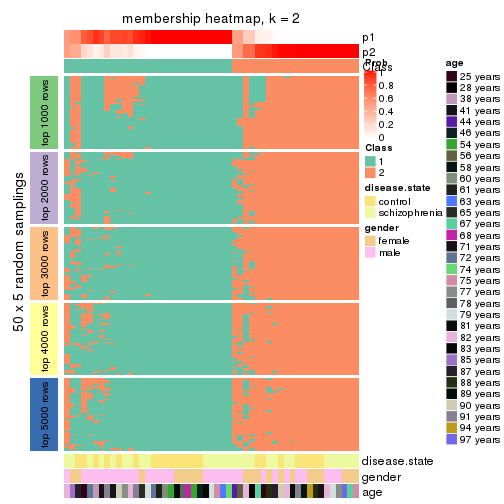 membership heatmap, k = 2
p1
p2
Class
50 x 5 random samplings
top 1000 rows
top 2000 rows
top 3000 rows
top 4000 rows
top 5000 rows
disease.state
gender
age
Prob
1
0.8
0.6
0.4
0.2
0
Class
1
2
disease.state
control
schizophrenia
gender
female
male
age
25 years
28 years
38 years
41 years
44 years
46 years
54 years
56 years
58 years
60 years
61 years
63 years
65 years
67 years
68 years
71 years
72 years
74 years
75 years
77 years
78 years
79 years
81 years
82 years
83 years
85 years
87 years
88 years
89 years
90 years
91 years
94 years
97 years